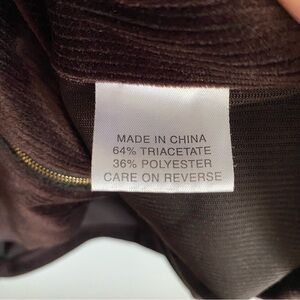 MADE IN CHINA
64% TRIACETATE
36% POLYESTER
CARE ON REVERSE